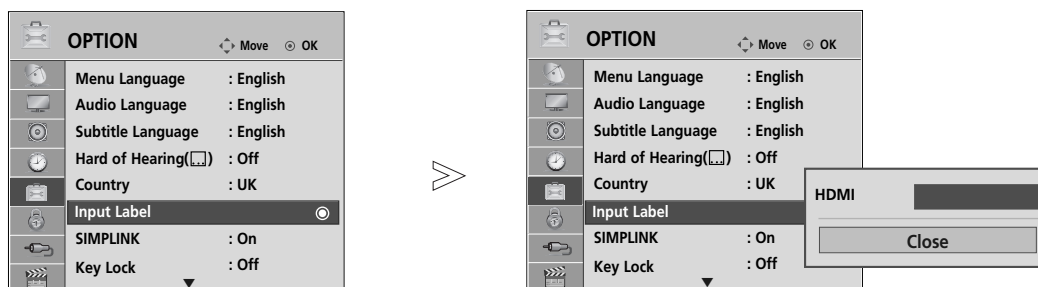 OPTION Move OK
Menu Language : English
Audio Language : English
Subtitle Language : English
Hard of Hearing( ) : Off
Country : UK
Input Label
SIMPLINK : On
Key Lock : Off
OPTION Move OK
Menu Language : English
Audio Language : English
Subtitle Language : English
Hard of Hearing( ) : Off
Country : UK
Input Label
SIMPLINK : On
Key Lock : Off
HDMI
Close